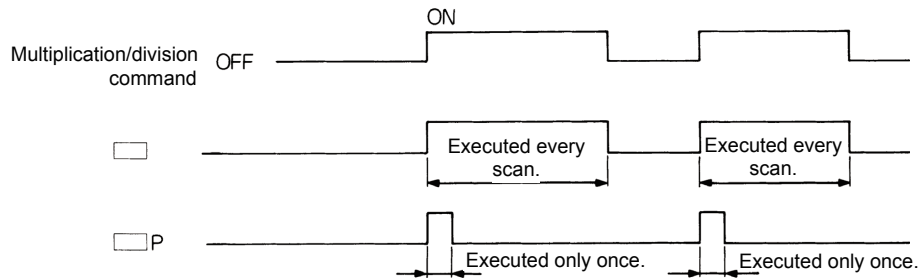 ON
Multiplication/division
command
OFF
Executed every
scan.
Executed every
scan.
P
Executed only once.
Executed only once.